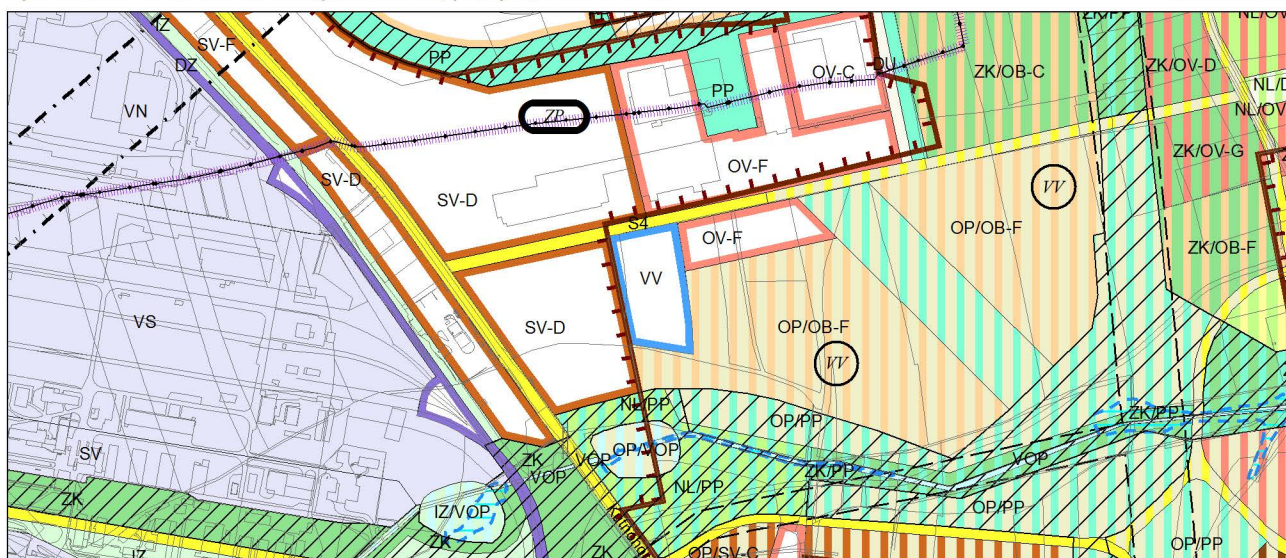 IZ
SV-F
DZ
VN
PP
ZP
PP
OV-C
DU
ZK/OB-C
ZK/PP
ZK/OV-D
SV-D
SV-D
OV-F
S4
OV-F
VV
VV
OP/OB-F
ZK/OV-G
ZK/OB-F
VS
SV-D
OP/OB-F
VV
NL/PP
OP/PP
ZK/PP
SV
ZK
VOP
VOP
OP/VOP
ZK/PP
VOP
ZK
IZ/VOP
NL/PP
OP/PP
ZK
ZK
OP/SV-C
OP/PP
IZ